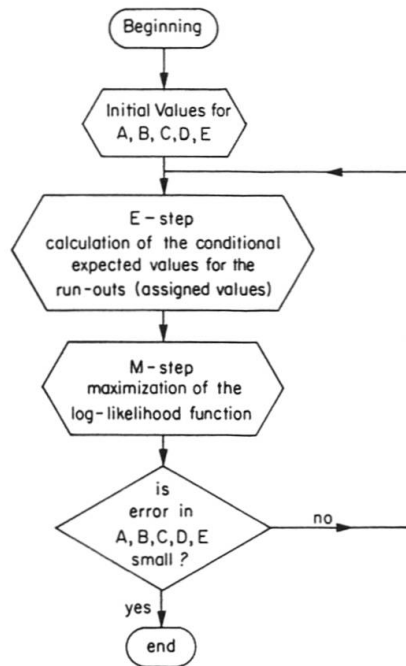 Beginning
Initial Values for
A, B, C, D, E
E-step
calculation of the conditional
expected values for the
run-outs (assigned values)
M-step
maximization of the
log-likelihood function
is
error in
A, B, C, D, E
small ?
no
yes
end